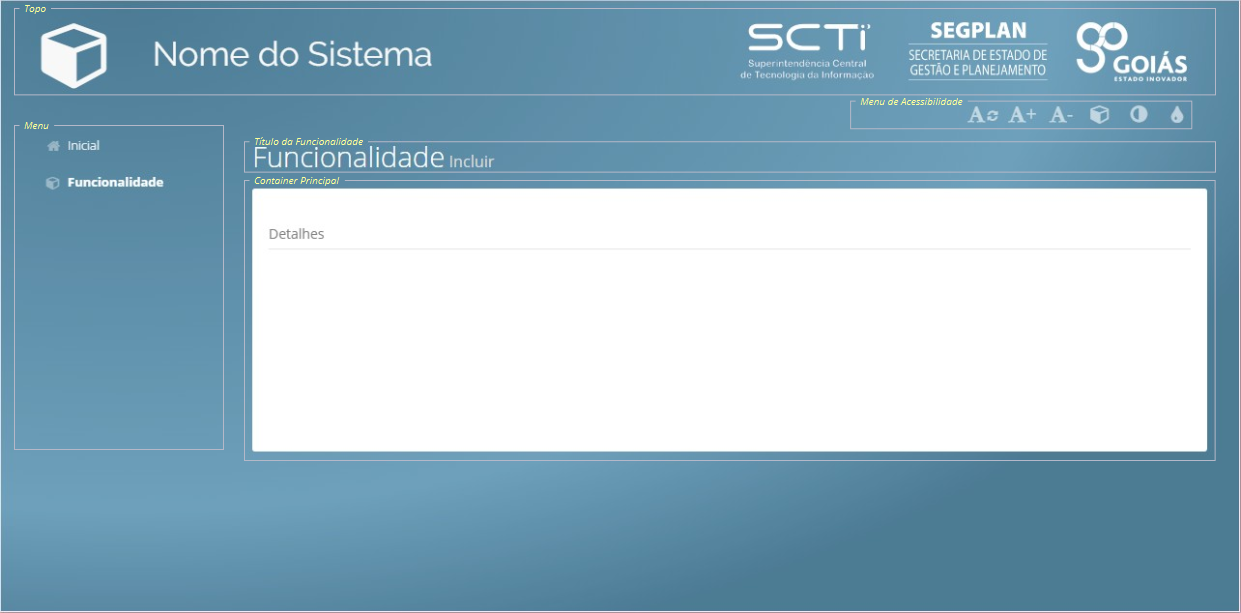 Topo
Nome do Sistema
SCTi
Superintendência Central
de Tecnologia da Informação
SEGPLAN
SECRETARIA DE ESTADO DE
GESTÃO E PLANEJAMENTO
GOIÁS
ESTADO INOVADOR
Menu de Acessibilidade
A A+ A-
Menu
Inicial
Funcionalidade
Título da Funcionalidade
Funcionalidade Incluir
Container Principal
Detalhes